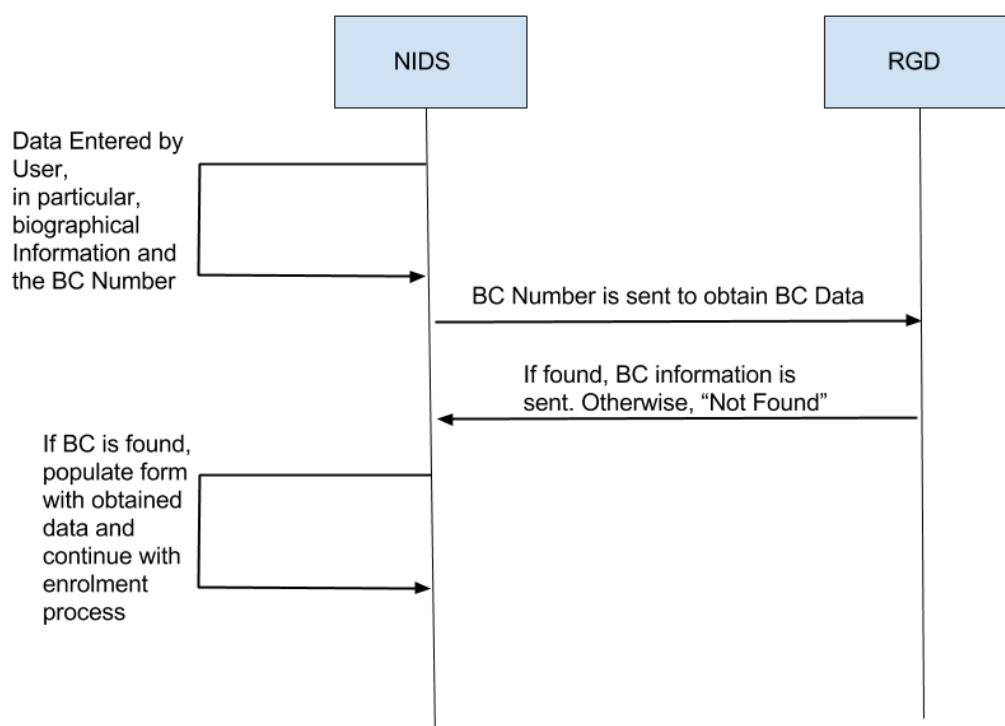 NIDS
RGD
Data Entered by
User,
in particular,
biographical
Information and
the BC Number
BC Number is sent to obtain BC Data
If found, BC information is
sent. Otherwise, “Not Found”
If BC is found,
populate form
with obtained
data and
continue with
enrolment
process